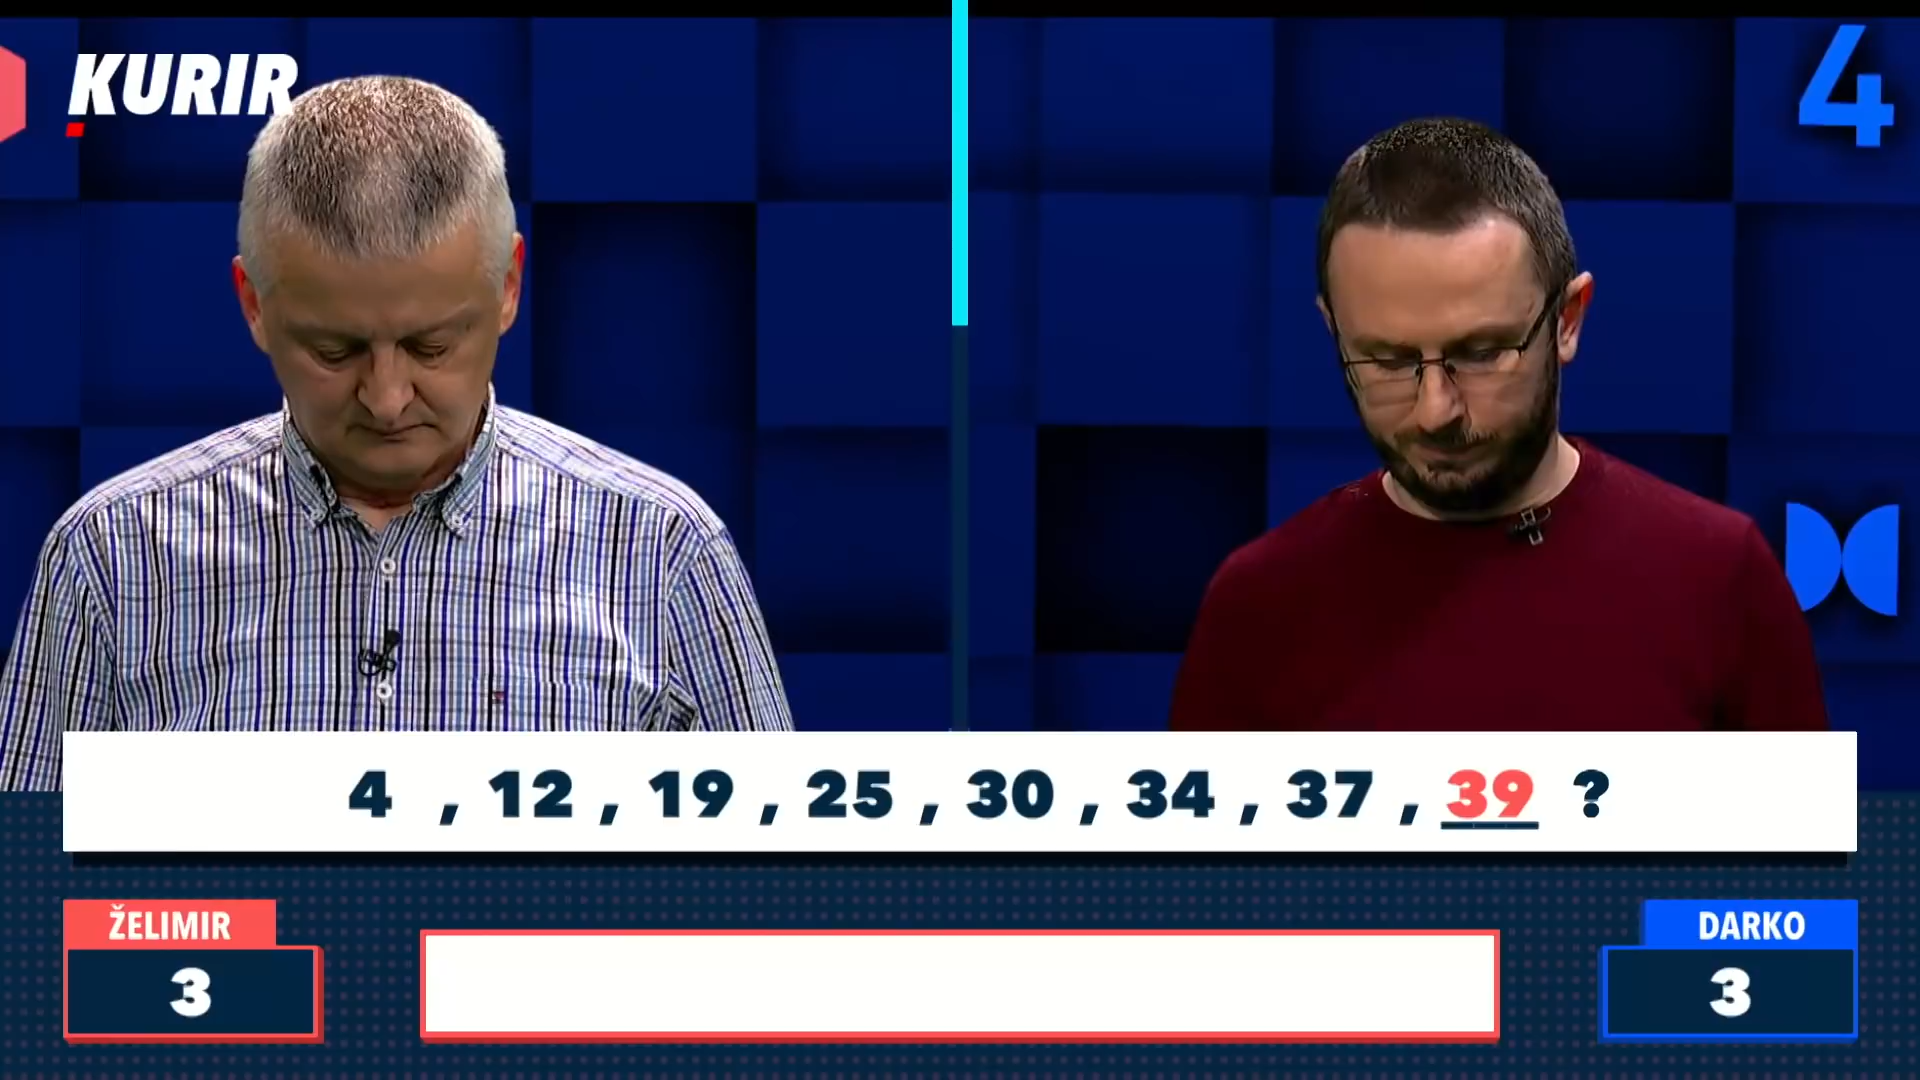 KURIR
4
4 , 12 , 19 , 25 , 30 , 34 , 37 , 39 ?
ŽELIMIR
3
DARKO
3